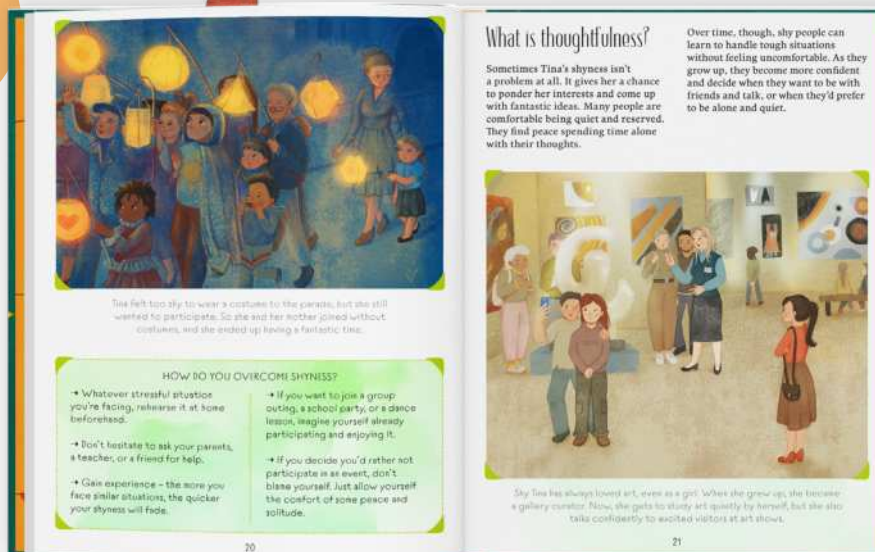 Tina felt too shy to wear a costume to the parade, but she still
wanted to participate. So she and her mother joined without
costumes, and she ended up having a fantastic time.
HOW DO YOU OVERCOME SHYNESS?
→ Whatever stressful situation
you're facing, rehearse it at home
beforehand.
→ Don't hesitate to ask your parents,
a teacher, or a friend for help.
→ Gain experience – the more you
face similar situations, the quicker
your shyness will fade.
→ If you want to join a group
outing, a school party, or a dance
lesson, imagine yourself already
participating and enjoying it.
→ If you decide you'd rather not
participate in an event, don't
blame yourself. Just allow yourself
the comfort of some peace and
solitude.
20
What is thoughtfulness?
Sometimes Tina's shyness isn't
a problem at all. It gives her a chance
to ponder her interests and come up
with fantastic ideas. Many people are
comfortable being quiet and reserved.
They find peace spending time alone
with their thoughts.
Over time, though, shy people can
learn to handle tough situations
without feeling uncomfortable. As they
grow up, they become more confident
and decide when they want to be with
friends and talk, or when they'd prefer
to be alone and quiet.
VA
Shy Tina has always loved art, even as a girl. When she grew up, she became
a gallery curator. Now, she gets to study art quietly by herself, but she also
talks confidently to excited visitors at art shows.
21